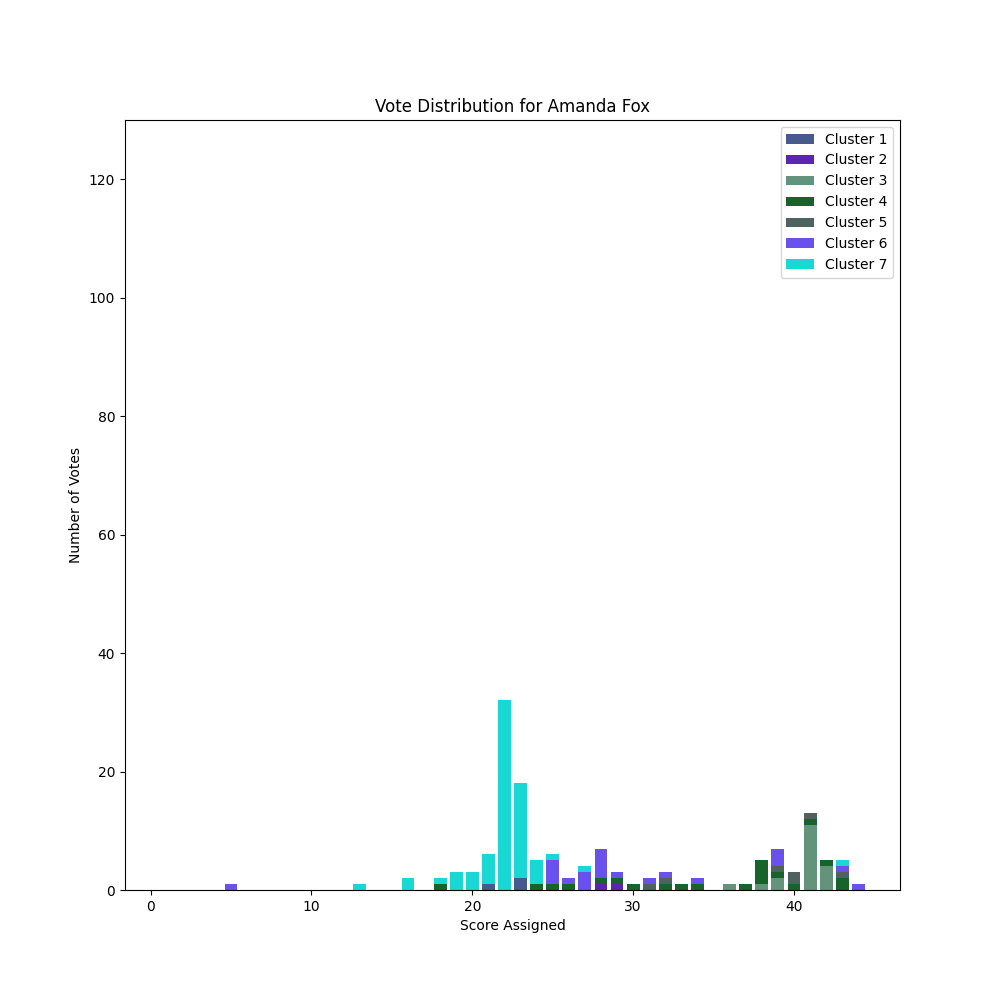 Vote Distribution for Amanda Fox
Cluster 1
Cluster 2
Cluster 3
Cluster 4
Cluster 5
Cluster 6
Cluster 7
120
100
80
60
40
20
0
Number of Votes
0 10 20 30 40
Score Assigned